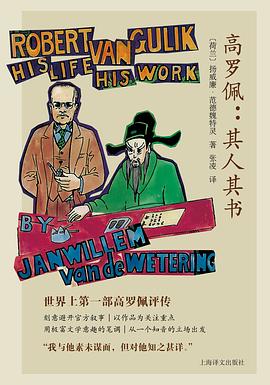 ROBERT VAN GULIK
HIS LIFE HIS WORK
BY
JANWILLEM
van de WETERING
高罗佩：其人其书
〔荷兰〕扬威廉·范德魏特灵 著
张凌 译
世界上第一部高罗佩评传
刻意避开官方叙事｜以作品为关注重点
用极富文学意趣的笔调｜从一个知音的立场出发
“我与他素未谋面，但对他知之甚详。”
上海译文出版社